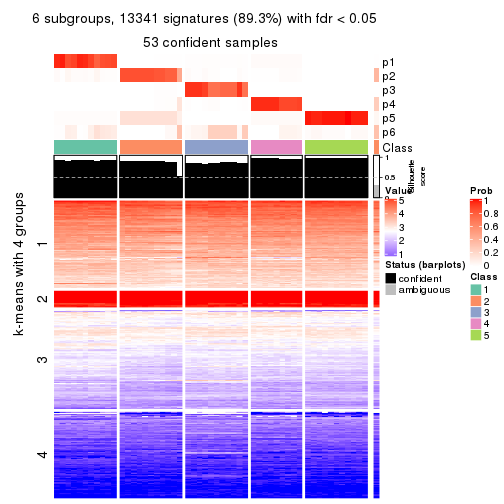 6 subgroups, 13341 signatures (89.3%) with fdr < 0.05
53 confident samples
p1
p2
p3
p4
p5
p6
Class
1
0.5
0
Silhouette
score
k-means with 4 groups
1
2
3
4
Value
5
4
3
2
1
Status (barplots)
confident
ambiguous
Prob
1
0.8
0.6
0.4
0.2
0
Class
1
2
3
4
5